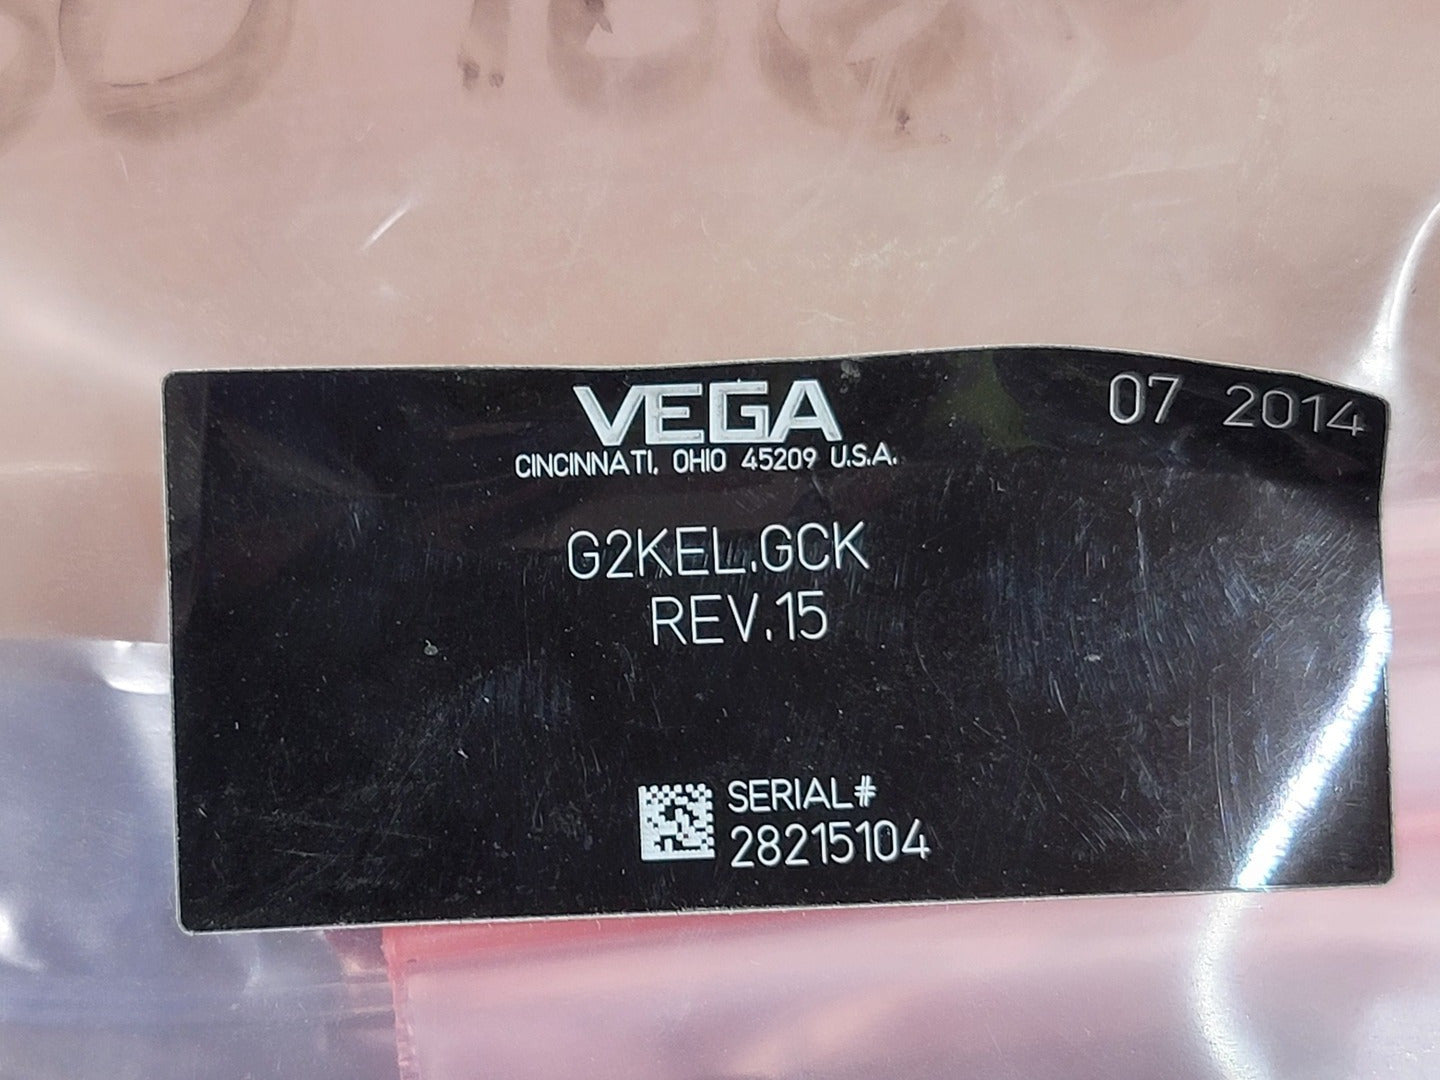 VEGA
CINCINNATI, OHIO 45209 U.S.A.
07 2014
G2KEL.GCK
REV.15
SERIAL#
28215104